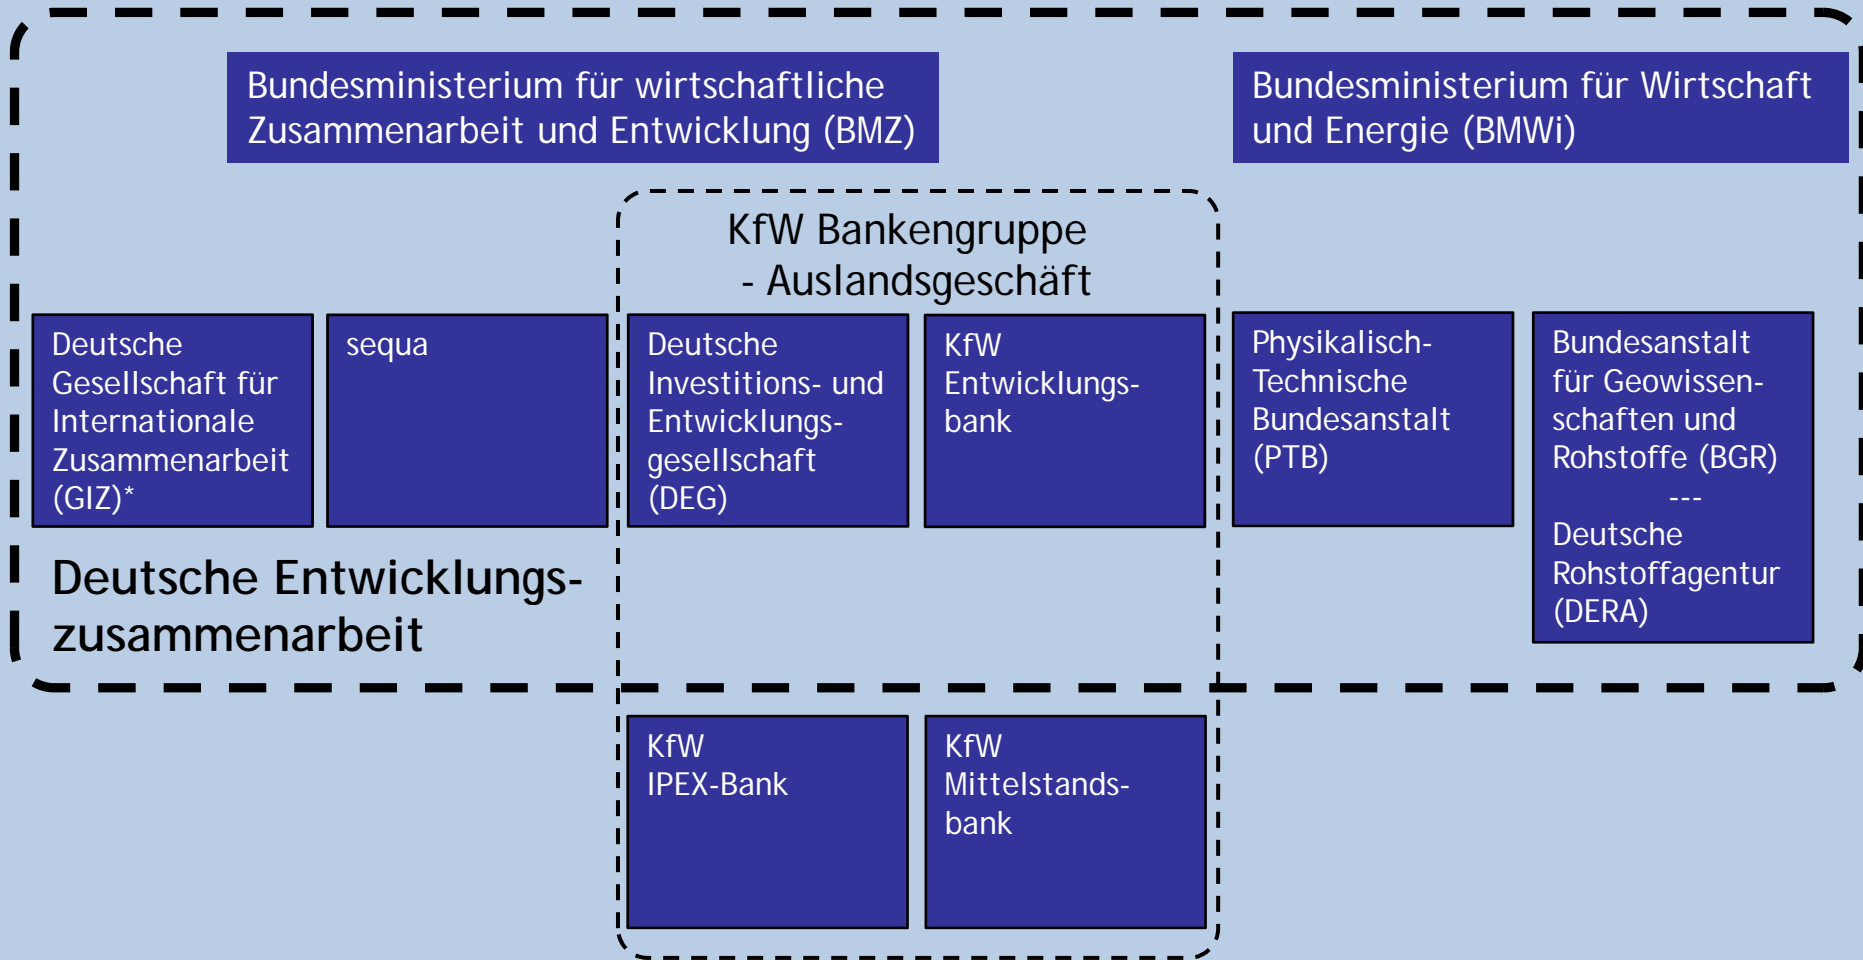 Bundesministerium für wirtschaftliche
Zusammenarbeit und Entwicklung (BMZ)
Bundesministerium für Wirtschaft
und Energie (BMWi)
KfW Bankengruppe
- Auslandsgeschäft
Deutsche
Gesellschaft für
Internationale
Zusammenarbeit
(GIZ)*
sequa
Deutsche
Investitions- und
Entwicklungs-
gesellschaft
(DEG)
KfW
Entwicklungs-
bank
Physikalisch-
Technische
Bundesanstalt
(PTB)
Bundesanstalt
für Geowissen-
schaften und
Rohstoffe (BGR)
---
Deutsche
Rohstoffagentur
(DERA)
Deutsche Entwicklungs-
zusammenarbeit
KfW
IPEX-Bank
KfW
Mittelstands-
bank